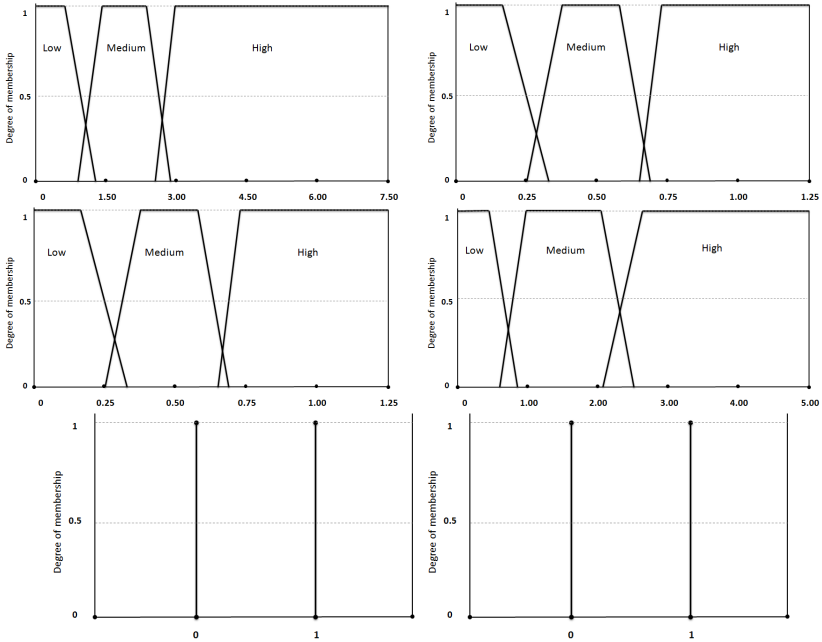 Degree of membership
1
0.5
0
Low
Medium
High
0 1.50 3.00 4.50 6.00 7.50
Degree of membership
1
0.5
0
Low
Medium
High
0 0.25 0.50 0.75 1.00 1.25
Degree of membership
1
0.5
0
Low
Medium
High
0 0.25 0.50 0.75 1.00 1.25
Degree of membership
1
0.5
0
Low
Medium
High
0 1.00 2.00 3.00 4.00 5.00
Degree of membership
1
0.5
0
0 1
Degree of membership
1
0.5
0
0 1